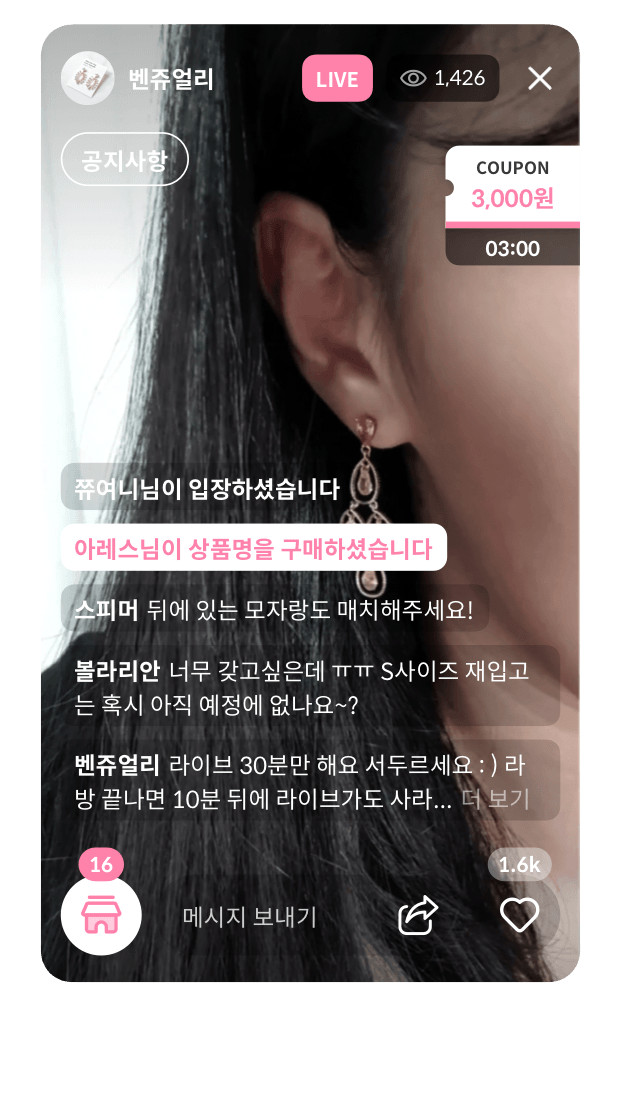 벤쥬얼리
LIVE
1,426
공지사항
COUPON
3,000원
03:00
쮸여니님이 입장하셨습니다
아레스님이 상품명을 구매하셨습니다
스피머 뒤에 있는 모자랑도 매치해주세요!
볼라리안 너무 갖고싶은데 ㅠㅠ S사이즈 재입고
는 혹시 아직 예정에 없나요~?
벤쥬얼리 라이브 30분만 해요 서두르세요 : ) 라
방 끝나면 10분 뒤에 라이브가도 사라... 더 보기
16
1.6k
메시지 보내기